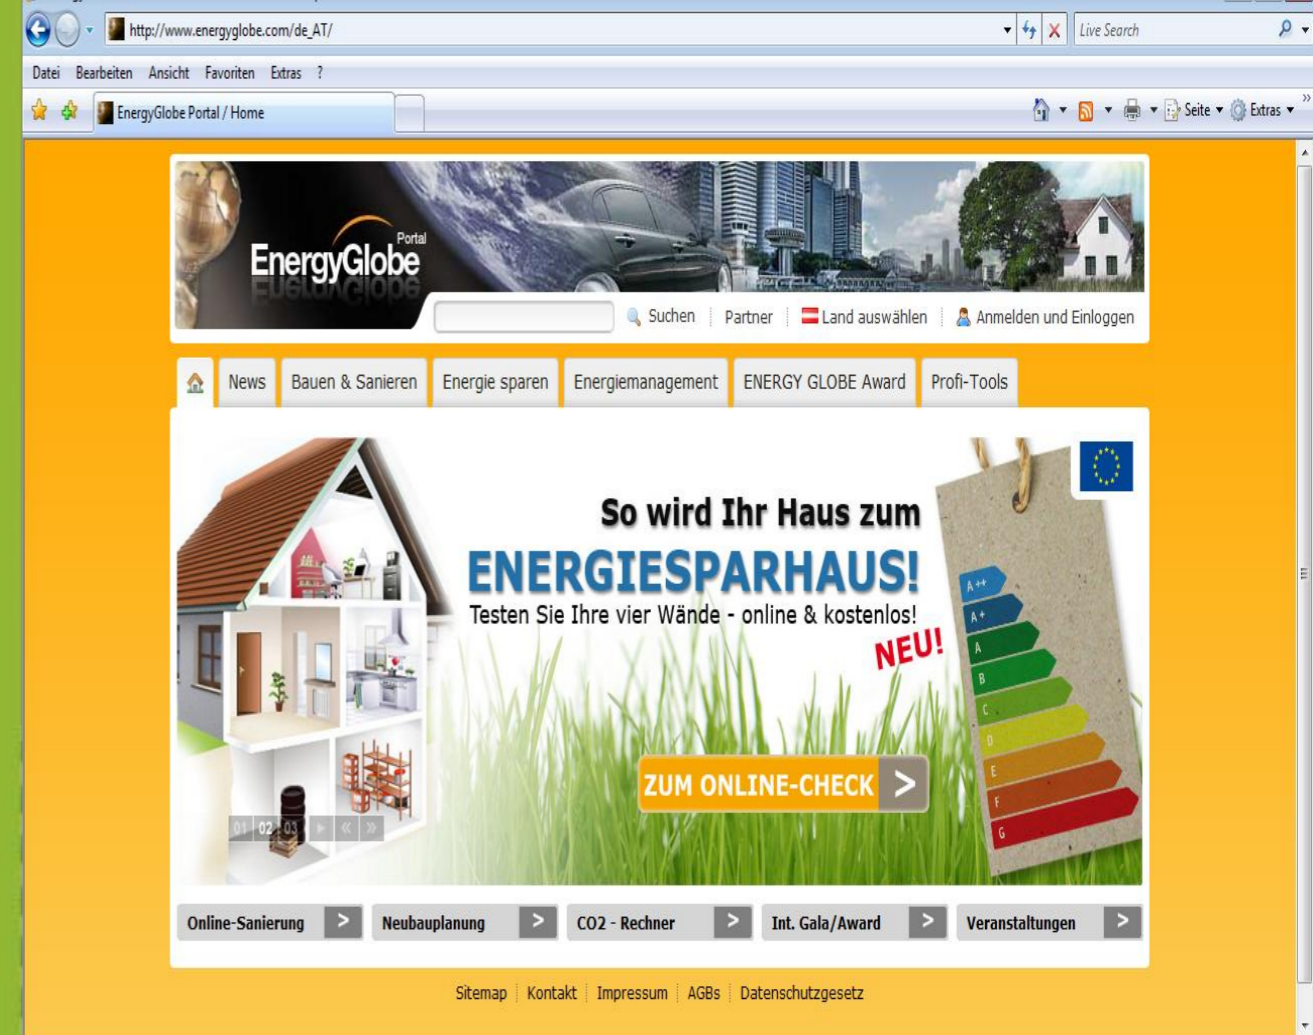 http://www.energyglobe.com/de_AT/
Live Search
Datei Bearbeiten Ansicht Favoriten Extras ?
EnergyGlobe Portal / Home
Seite Extras
Portal
EnergyGlobe
Suchen Partner Land auswählen Anmelden und Einloggen
News Bauen & Sanieren Energie sparen Energiemanagement ENERGY GLOBE Award Profi-Tools
So wird Ihr Haus zum
ENERGIESPARHAUS!
Testen Sie Ihre vier Wände - online & kostenlos!
NEU!
A++
A+
A
B
C
D
E
F
G
ZUM ONLINE-CHECK >
01 02 03
Online-Sanierung > Neubauplanung > CO2 - Rechner > Int. Gala/Award > Veranstaltungen >
Sitemap Kontakt Impressum AGBs Datenschutzgesetz